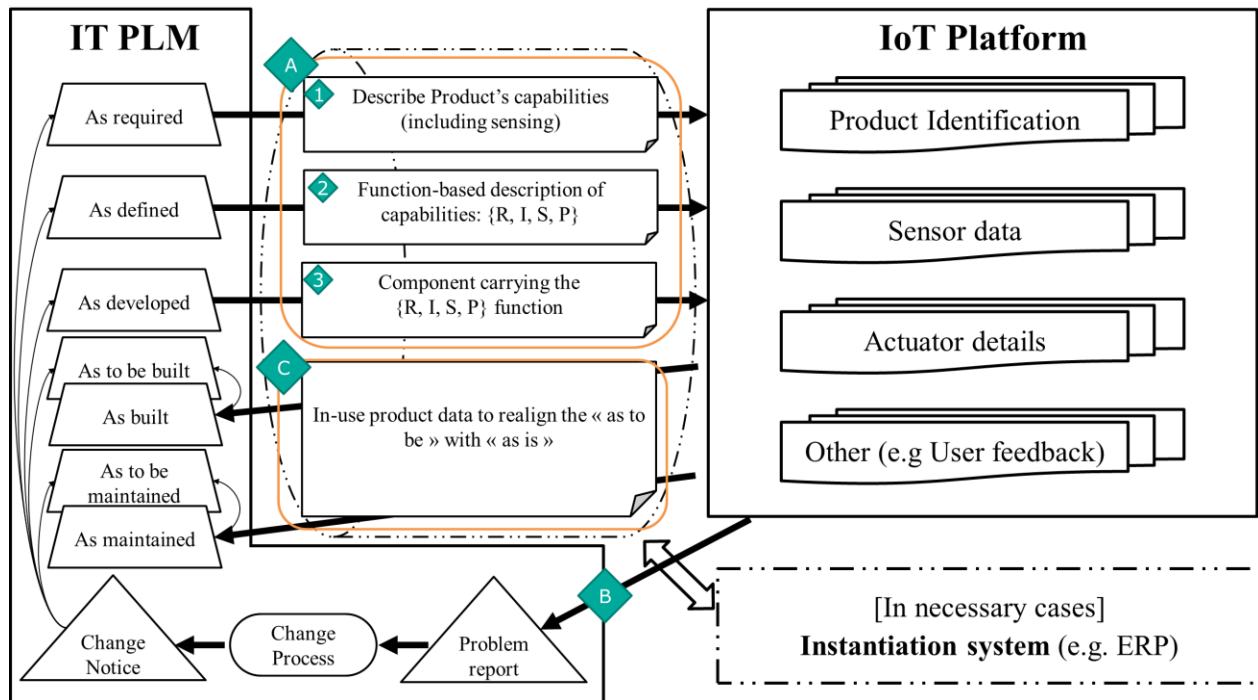 IT PLM
As required
As defined
As developed
As to be built
As built
As to be
maintained
As maintained
Change
Notice
Change
Process
Problem
report
A
1
Describe Product’s capabilities
(including sensing)
2
Function-based description of
capabilities: {R, I, S, P}
3
Component carrying the
{R, I, S, P} function
C
In-use product data to realign the « as to
be » with « as is »
B
IoT Platform
Product Identification
Sensor data
Actuator details
Other (e.g User feedback)
[In necessary cases]
Instantiation system (e.g. ERP)